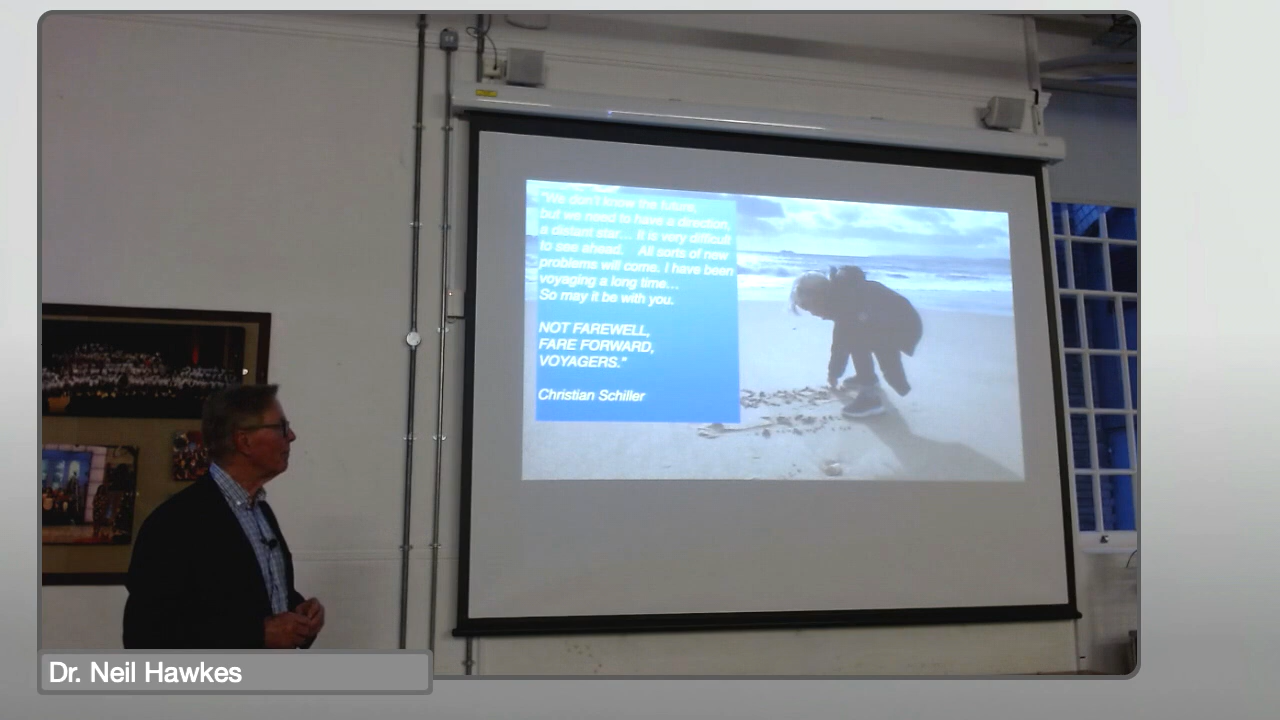 "We don't know the future,
but we need to have a direction,
a distant star... It is very difficult
to see ahead. All sorts of new
problems will come. I have been
voyaging a long time...
So may it be with you.
NOT FAREWELL,
FARE FORWARD,
VOYAGERS."
Christian Schiller
Dr. Neil Hawkes